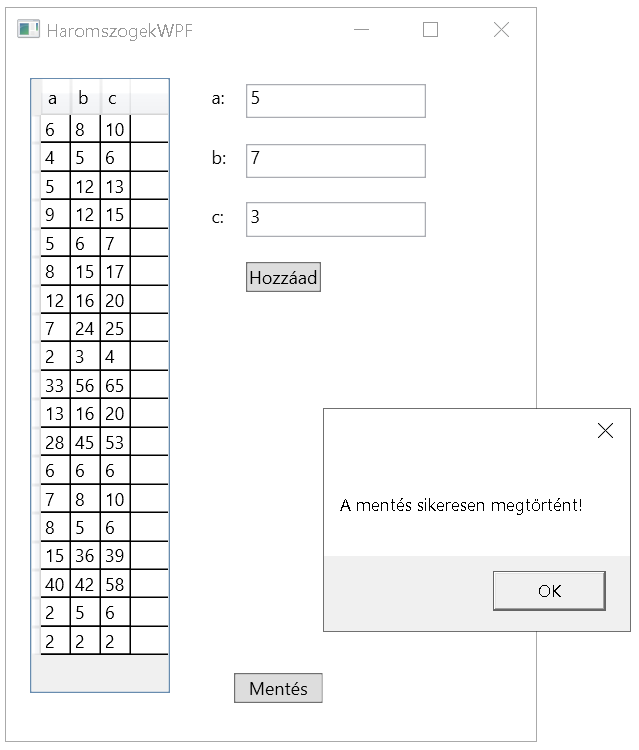 HaromszogekWPF
a b c
6 8 10
4 5 6
5 12 13
9 12 15
5 6 7
8 15 17
12 16 20
7 24 25
2 3 4
33 56 65
13 16 20
28 45 53
6 6 6
7 8 10
8 5 6
15 36 39
40 42 58
2 5 6
2 2 2
a: 5
b: 7
c: 3
Hozzáad
A mentés sikeresen megtörtént!
OK
Mentés